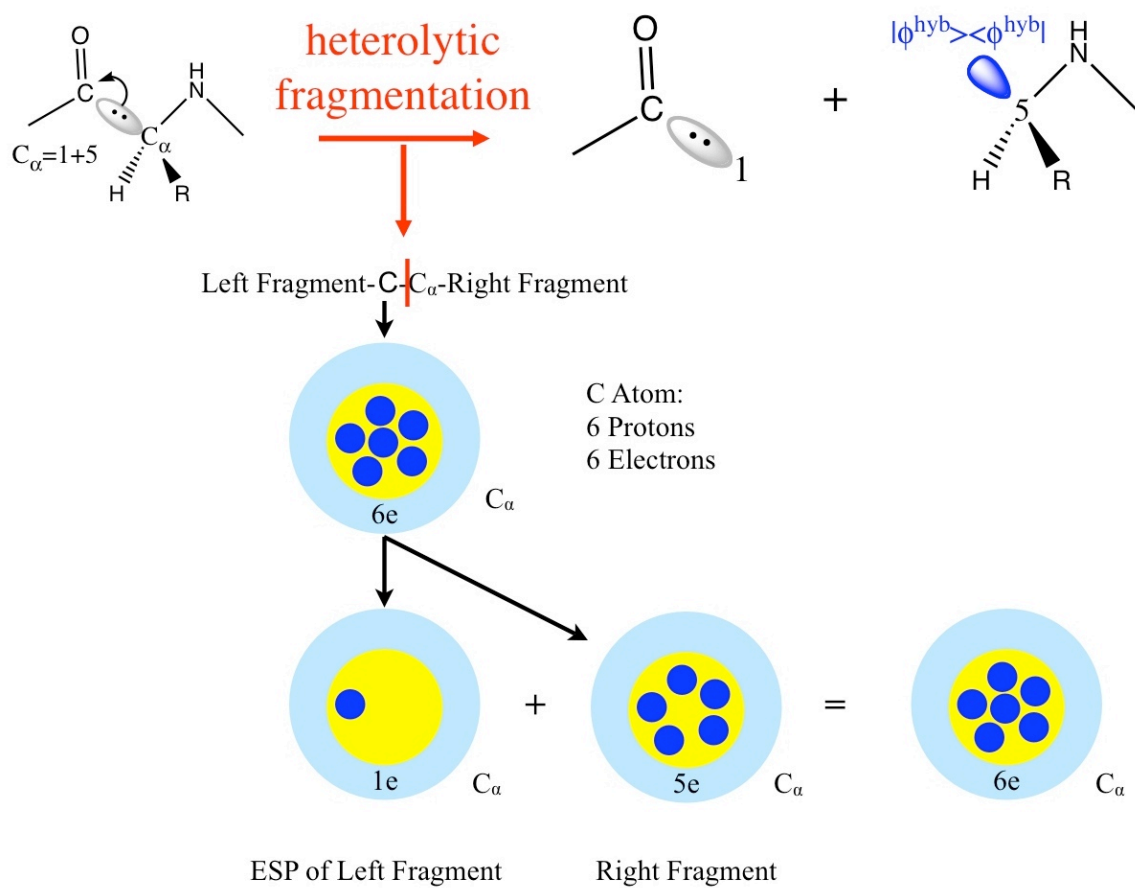 O
C
H
N
C
α
H
R
Cα=1+5
heterolytic
fragmentation
O
C
1
+
|ϕʰʸᵇ><ϕʰʸᵇ|
H
N
5
H
R
Left Fragment-C-Cα-Right Fragment
C Atom:
6 Protons
6 Electrons
6e
Cα
1e
Cα
+
5e
Cα
=
6e
Cα
ESP of Left Fragment
Right Fragment